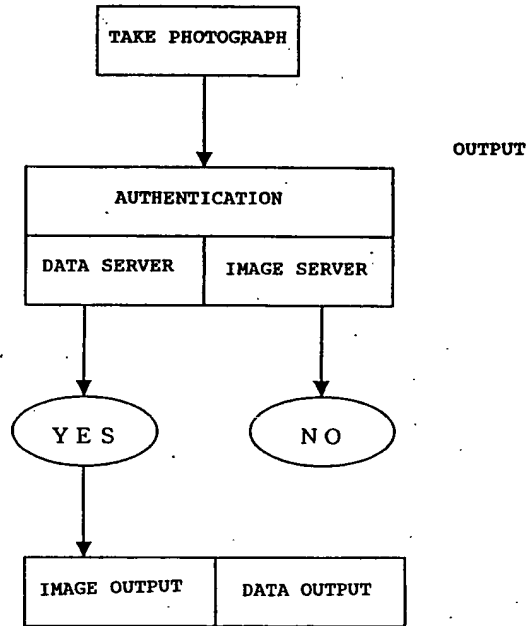 TAKE PHOTOGRAPH
OUTPUT
AUTHENTICATION
DATA SERVER
IMAGE SERVER
YES
NO
IMAGE OUTPUT
DATA OUTPUT